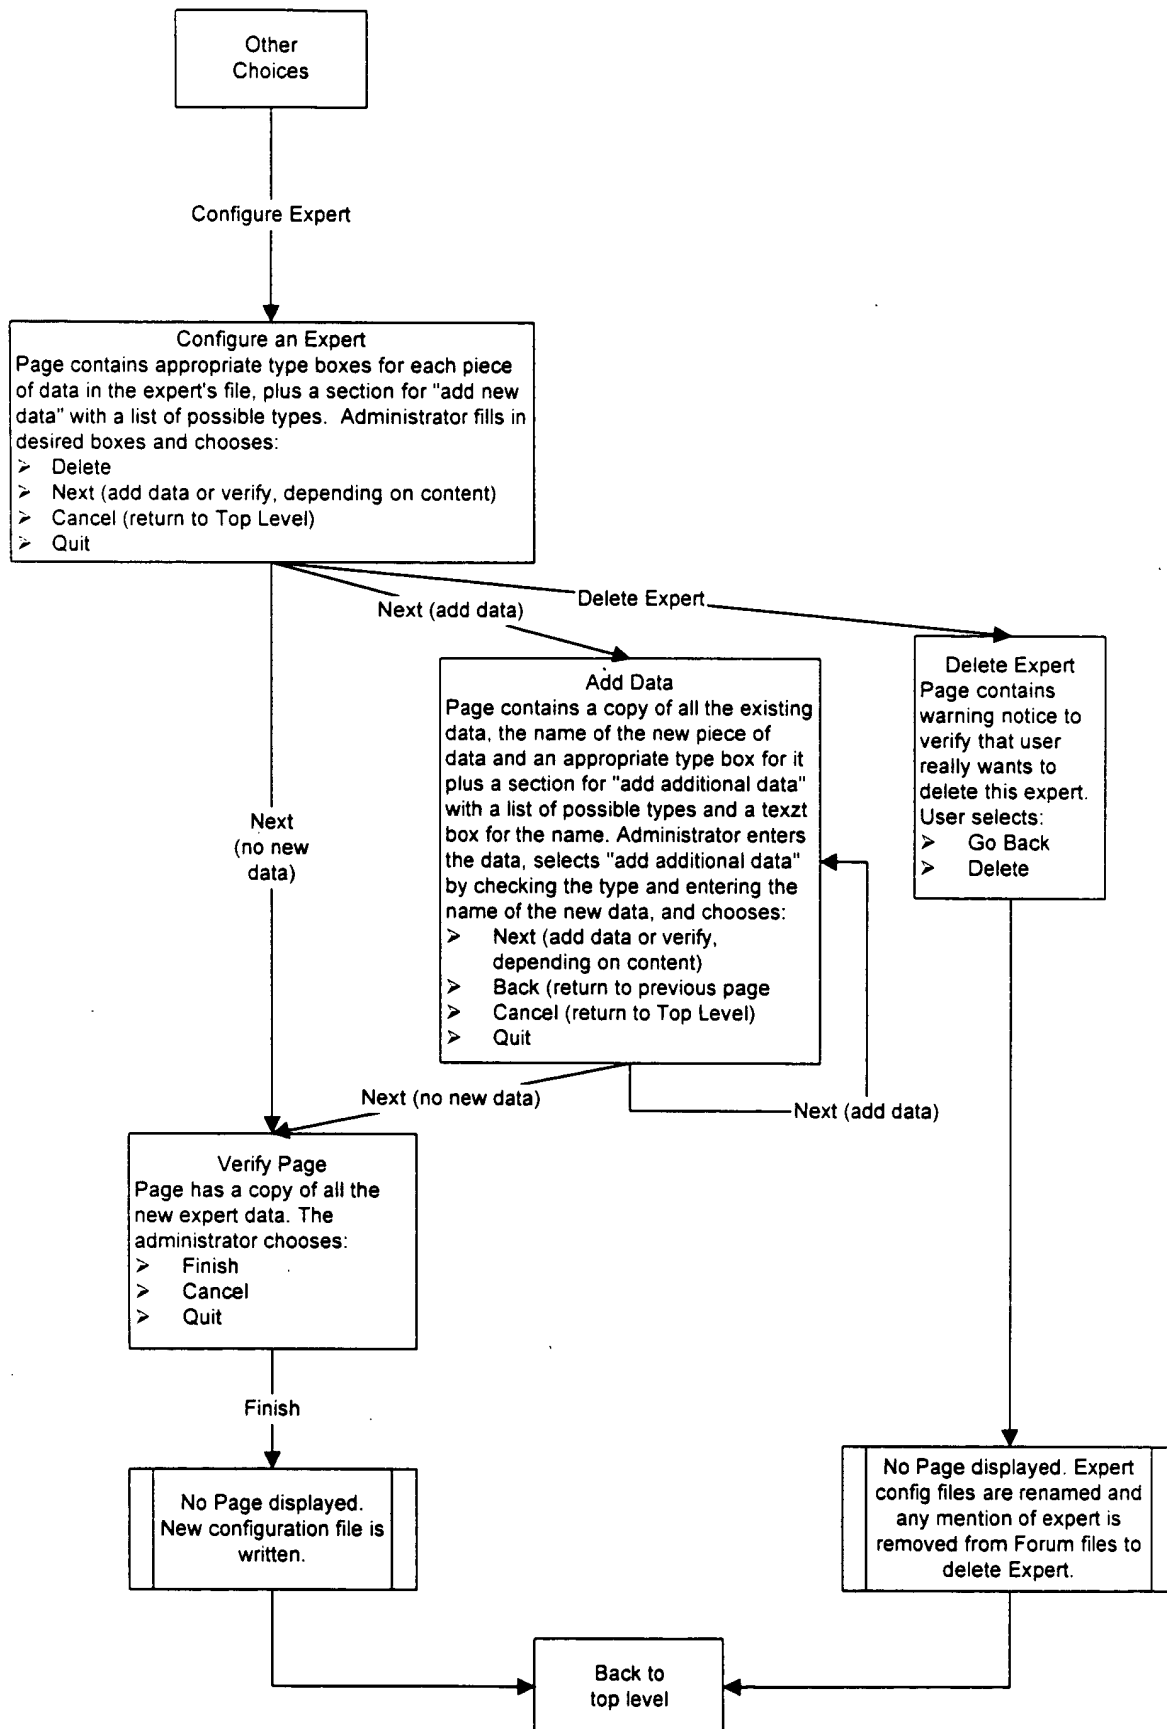 Other
Choices
Configure Expert
Configure an Expert
Page contains appropriate type boxes for each piece
of data in the expert's file, plus a section for "add new
data" with a list of possible types. Administrator fills in
desired boxes and chooses:
➢ Delete
➢ Next (add data or verify, depending on content)
➢ Cancel (return to Top Level)
➢ Quit
Next (add data)
Delete Expert
Next
(no new
data)
Add Data
Page contains a copy of all the existing
data, the name of the new piece of
data and an appropriate type box for it
plus a section for "add additional data"
with a list of possible types and a texzt
box for the name. Administrator enters
the data, selects "add additional data"
by checking the type and entering the
name of the new data, and chooses:
➢ Next (add data or verify,
depending on content)
➢ Back (return to previous page
➢ Cancel (return to Top Level)
➢ Quit
Delete Expert
Page contains
warning notice to
verify that user
really wants to
delete this expert.
User selects:
➢ Go Back
➢ Delete
Next (no new data)
Next (add data)
Verify Page
Page has a copy of all the
new expert data. The
administrator chooses:
➢ Finish
➢ Cancel
➢ Quit
Finish
No Page displayed.
New configuration file is
written.
No Page displayed. Expert
config files are renamed and
any mention of expert is
removed from Forum files to
delete Expert.
Back to
top level